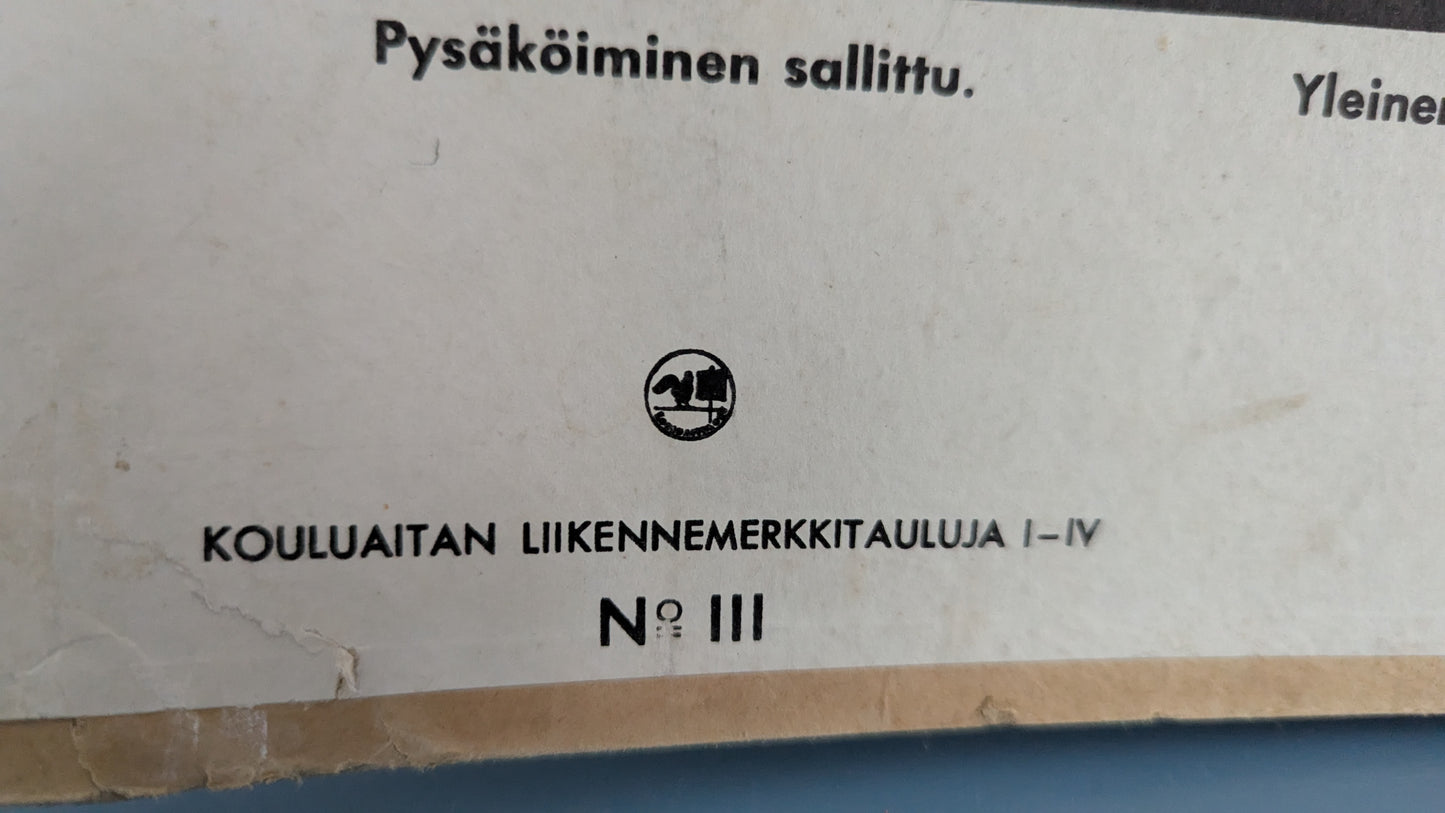 Pysäköiminen sallittu.
KOULUAITAN LIIKENNEMERKKITAULUJA I–IV
Nº III